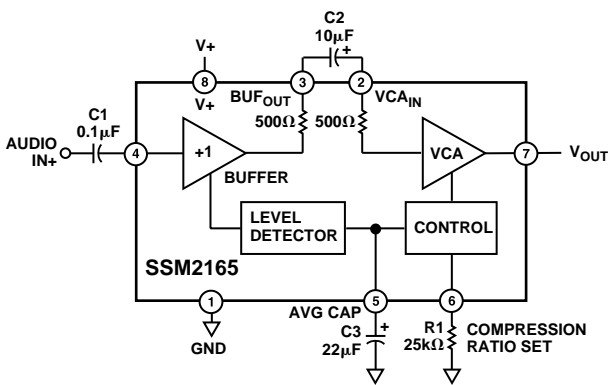 C2
10µF
+
V+
8
V+
3
BUFOUT
2
VCAIN
C1
0.1µF
500Ω
500Ω
AUDIO
IN+
4
+1
VCA
7
VOUT
BUFFER
LEVEL
DETECTOR
CONTROL
SSM2165
1
GND
5
AVG CAP
6
C3
22µF
+
R1
25kΩ
COMPRESSION
RATIO SET